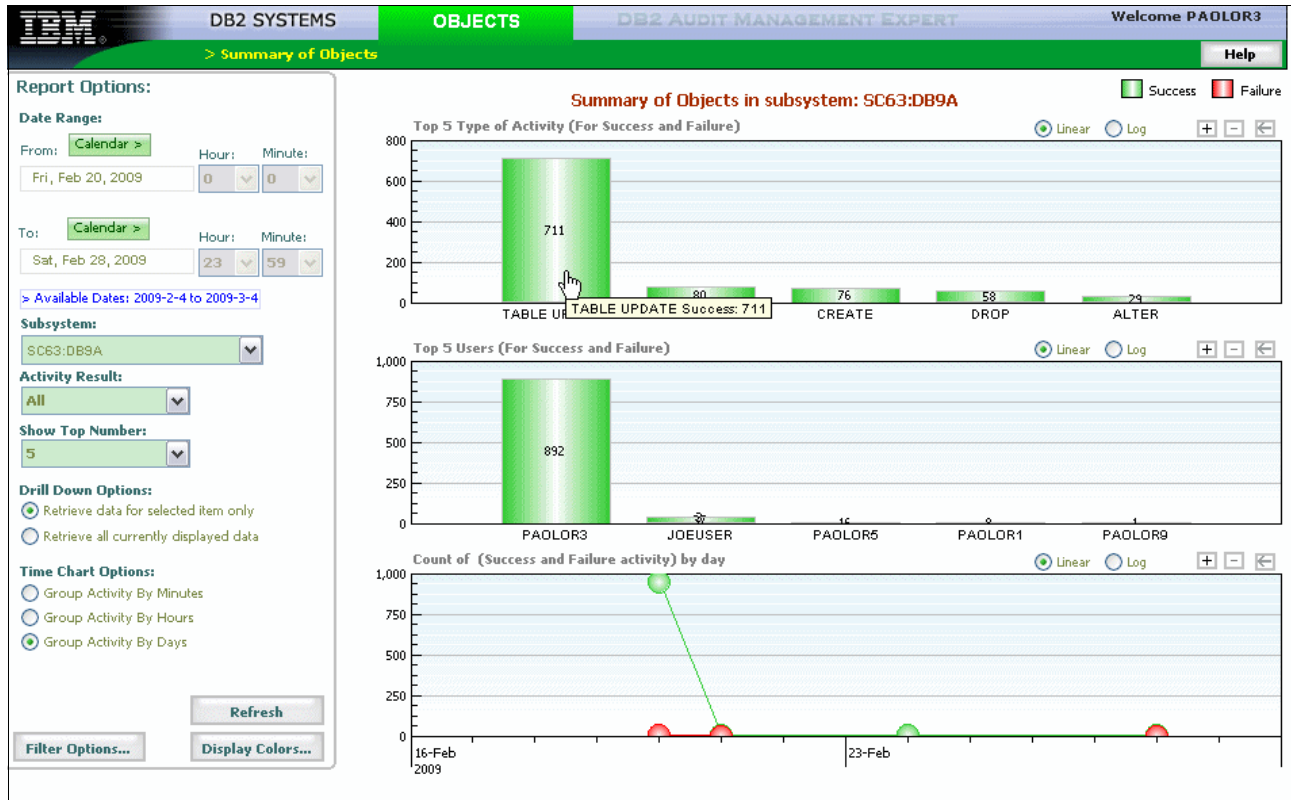 IBM
DB2 SYSTEMS
OBJECTS
DB2 AUDIT MANAGEMENT EXPERT
Welcome PAOLOR3
> Summary of Objects
Help
Report Options:
Date Range:
From:
Calendar >
Hour:
Minute:
Fri, Feb 20, 2009
0
0
To:
Calendar >
Hour:
Minute:
Sat, Feb 28, 2009
23
59
> Available Dates: 2009-2-4 to 2009-3-4
Subsystem:
SC63:DB9A
Activity Result:
All
Show Top Number:
5
Drill Down Options:
Retrieve data for selected item only
Retrieve all currently displayed data
Time Chart Options:
Group Activity By Minutes
Group Activity By Hours
Group Activity By Days
Refresh
Filter Options...
Display Colors...
Summary of Objects in subsystem: SC63:DB9A
Success
Failure
Top 5 Type of Activity (For Success and Failure)
Linear
Log
+ -
800
600
400
200
0
711
80
76
58
29
TABLE UPDATE Success: 711
TABLE
CREATE
DROP
ALTER
Top 5 Users (For Success and Failure)
Linear
Log
+ -
1,000
750
500
250
0
892
16
1
PAOLOR3
JOEUSER
PAOLOR5
PAOLOR1
PAOLOR9
Count of (Success and Failure activity) by day
Linear
Log
+ -
1,000
750
500
250
0
16-Feb
23-Feb
2009